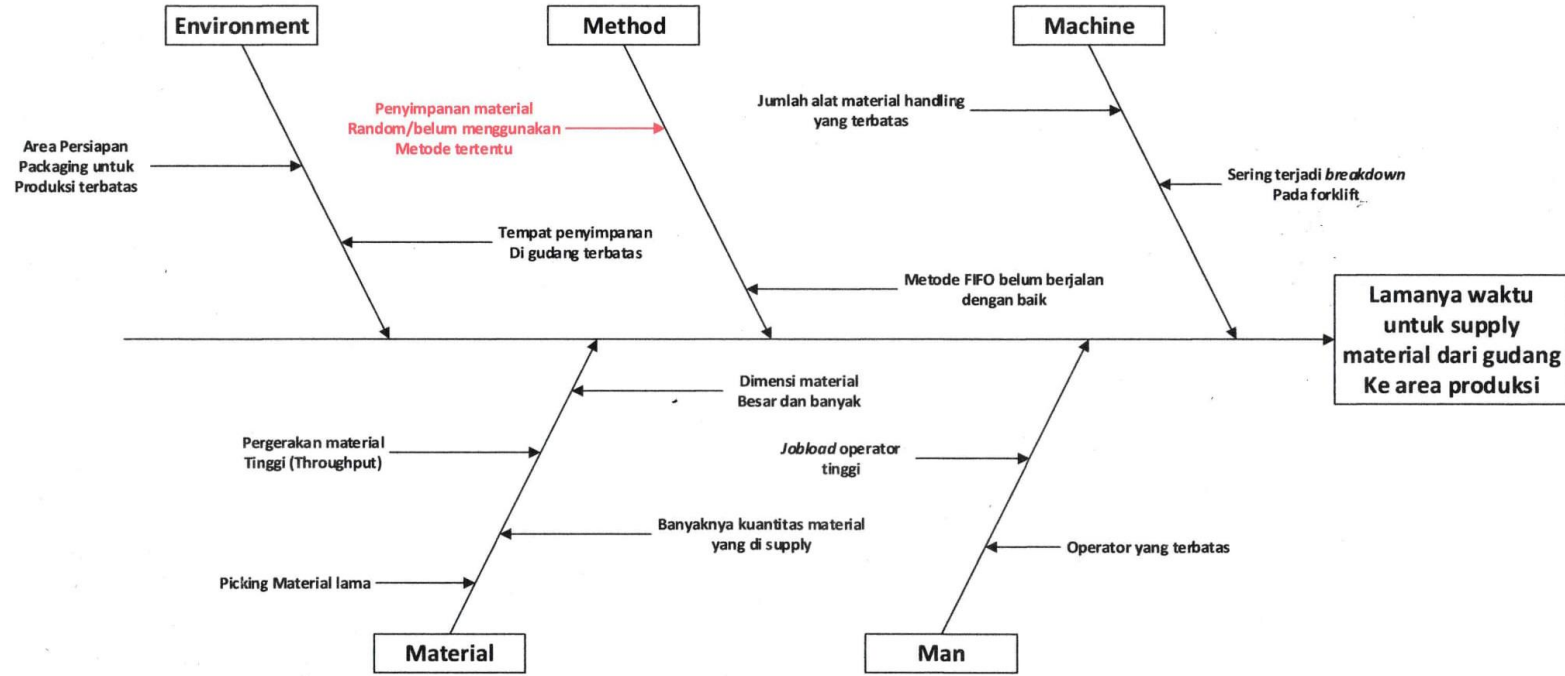 Environment
Method
Machine
Penyimpanan material
Random/belum menggunakan
Metode tertentu
Jumlah alat material handling
yang terbatas
Area Persiapan
Packaging untuk
Produksi terbatas
Sering terjadi breakdown
Pada forklift
Tempat penyimpanan
Di gudang terbatas
Metode FIFO belum berjalan
dengan baik
Lamanya waktu
untuk supply
material dari gudang
Ke area produksi
Dimensi material
Besar dan banyak
Pergerakan material
Tinggi (Throughput)
Jobload operator
tinggi
Banyaknya kuantitas material
yang di supply
Operator yang terbatas
Picking Material lama
Material
Man